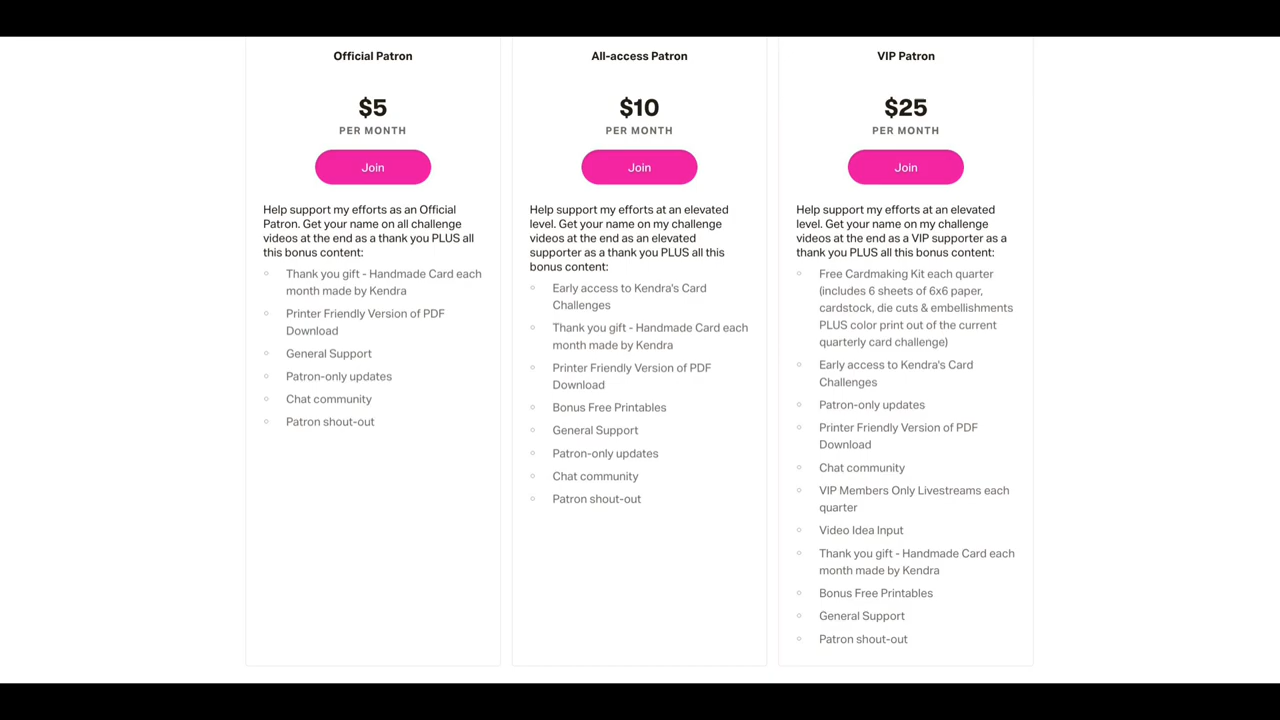 Official Patron
$5
PER MONTH
Join
Help support my efforts as an Official
Patron. Get your name on all challenge
videos at the end as a thank you PLUS all
this bonus content:
Thank you gift - Handmade Card each
month made by Kendra
Printer Friendly Version of PDF
Download
General Support
Patron-only updates
Chat community
Patron shout-out
All-access Patron
$10
PER MONTH
Join
Help support my efforts at an elevated
level. Get your name on my challenge
videos at the end as an elevated
supporter as a thank you PLUS all this
bonus content:
Early access to Kendra's Card
Challenges
Thank you gift - Handmade Card each
month made by Kendra
Printer Friendly Version of PDF
Download
Bonus Free Printables
General Support
Patron-only updates
Chat community
Patron shout-out
VIP Patron
$25
PER MONTH
Join
Help support my efforts at an elevated
level. Get your name on my challenge
videos at the end as a VIP supporter as a
thank you PLUS all this bonus content:
Free Cardmaking Kit each quarter
(includes 6 sheets of 6x6 paper,
cardstock, die cuts & embellishments
PLUS color print out of the current
quarterly card challenge)
Early access to Kendra's Card
Challenges
Patron-only updates
Printer Friendly Version of PDF
Download
Chat community
VIP Members Only Livestreams each
quarter
Video Idea Input
Thank you gift - Handmade Card each
month made by Kendra
Bonus Free Printables
General Support
Patron shout-out